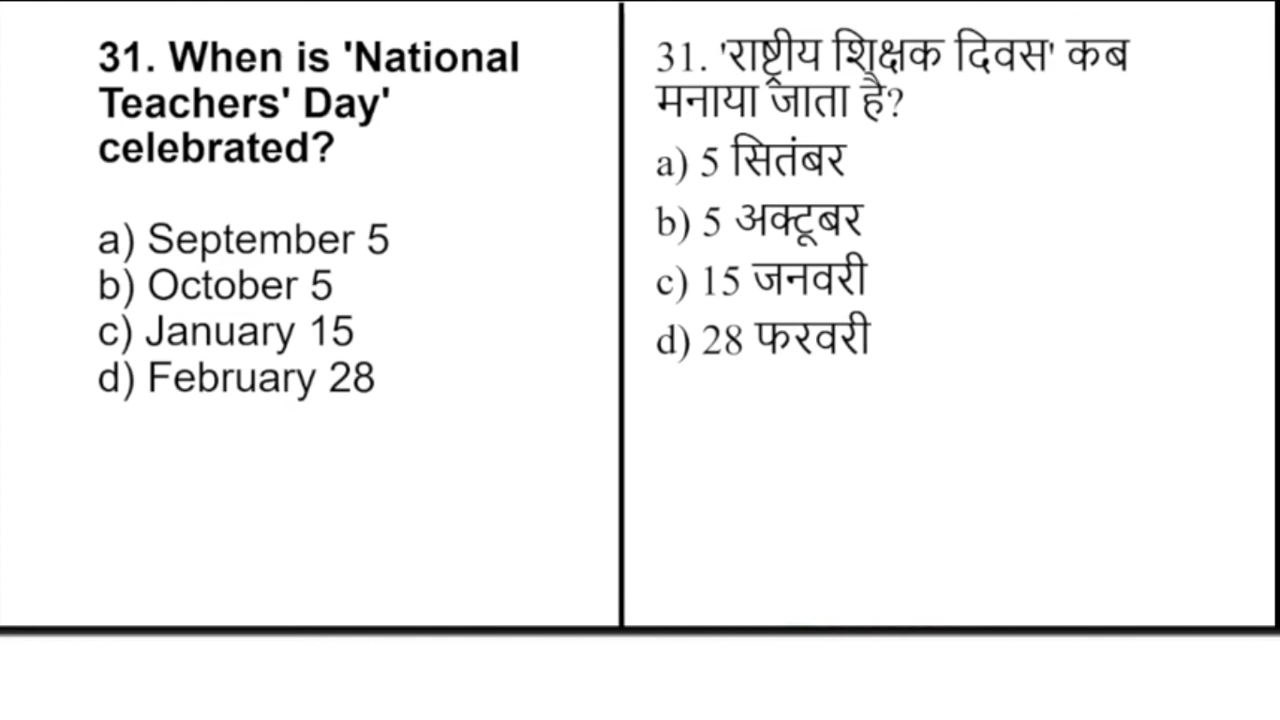 31. When is 'National
Teachers' Day'
celebrated?
a) September 5
b) October 5
c) January 15
d) February 28
31. 'राष्ट्रीय शिक्षक दिवस' कब
मनाया जाता है?
a) 5 सितंबर
b) 5 अक्टूबर
c) 15 जनवरी
d) 28 फरवरी